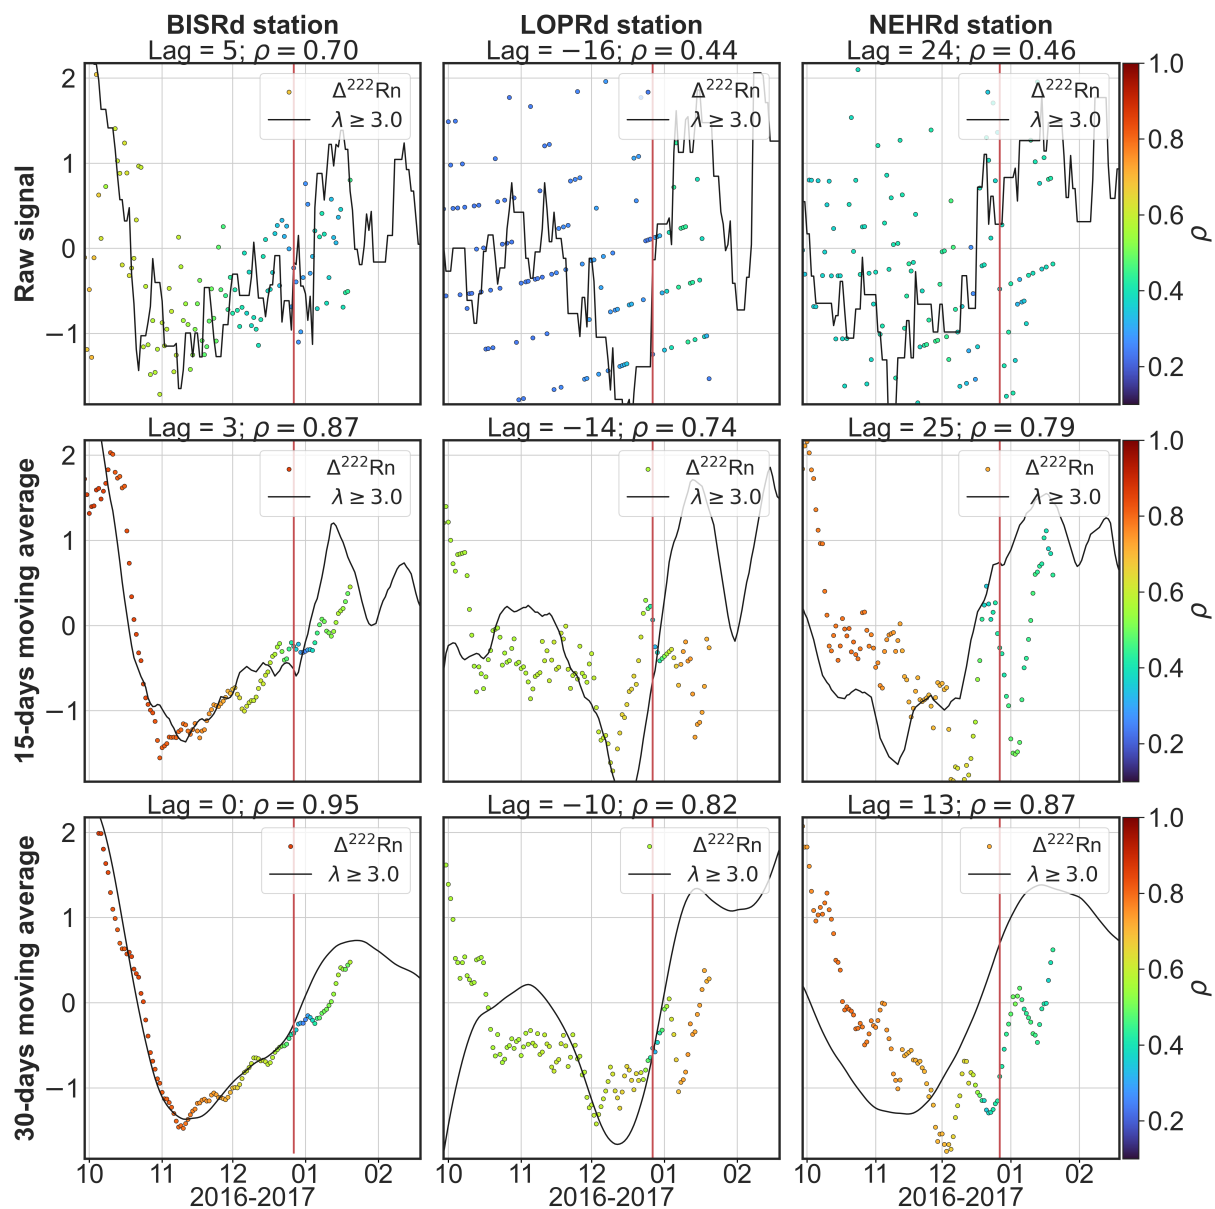 BISRd station LOPRd station NEHRd station
Lag = 5; ρ = 0.70 Lag = −16; ρ = 0.44 Lag = 24; ρ = 0.46
Raw signal
2
1
0
−1
Δ²²²Rn
λ ≥ 3.0
Δ²²²Rn
λ ≥ 3.0
Δ²²²Rn
λ ≥ 3.0
1.0
0.8
0.6
0.4
0.2
ρ
Lag = 3; ρ = 0.87 Lag = −14; ρ = 0.74 Lag = 25; ρ = 0.79
15-days moving average
2
1
0
−1
Δ²²²Rn
λ ≥ 3.0
Δ²²²Rn
λ ≥ 3.0
Δ²²²Rn
λ ≥ 3.0
1.0
0.8
0.6
0.4
0.2
ρ
Lag = 0; ρ = 0.95 Lag = −10; ρ = 0.82 Lag = 13; ρ = 0.87
30-days moving average
2
1
0
−1
Δ²²²Rn
λ ≥ 3.0
Δ²²²Rn
λ ≥ 3.0
Δ²²²Rn
λ ≥ 3.0
1.0
0.8
0.6
0.4
0.2
ρ
10 11 12 01 02 10 11 12 01 02 10 11 12 01 02
2016-2017 2016-2017 2016-2017